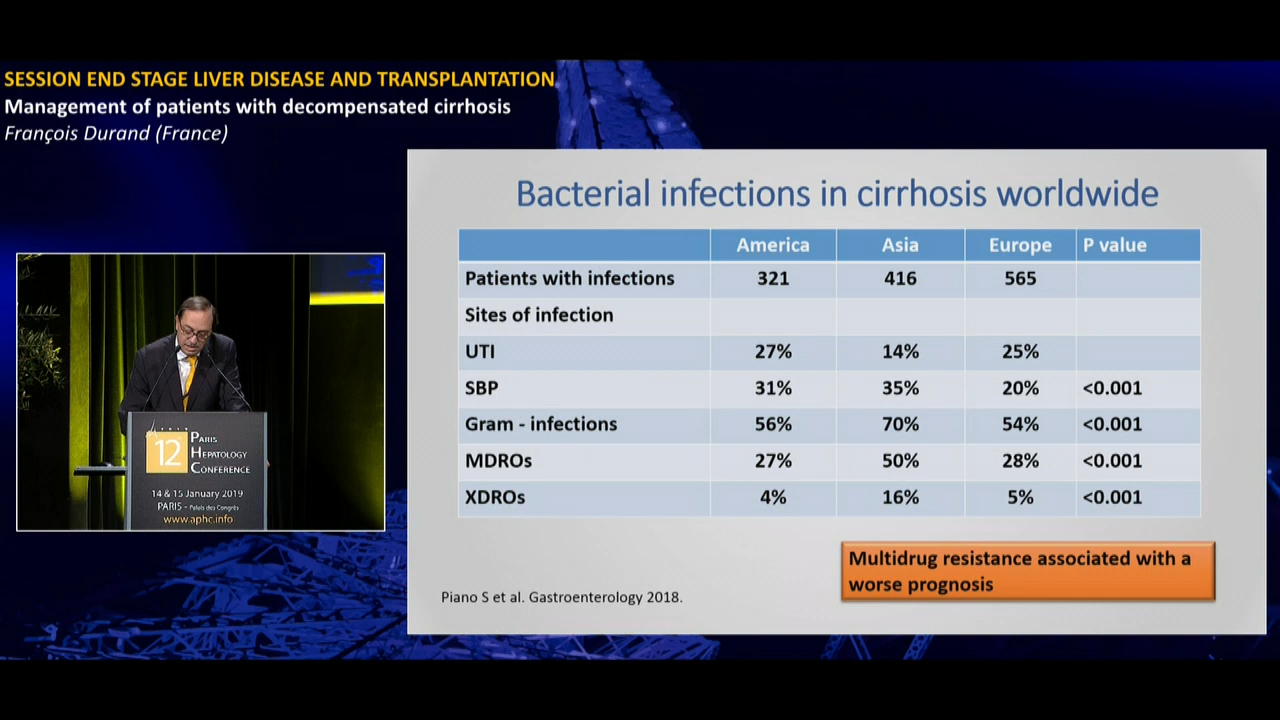 SESSION END STAGE LIVER DISEASE AND TRANSPLANTATION
Management of patients with decompensated cirrhosis
François Durand (France)
Bacterial infections in cirrhosis worldwide
America Asia Europe P value
Patients with infections 321 416 565
Sites of infection
UTI 27% 14% 25%
SBP 31% 35% 20% <0.001
Gram - infections 56% 70% 54% <0.001
MDROs 27% 50% 28% <0.001
XDROs 4% 16% 5% <0.001
Multidrug resistance associated with a
worse prognosis
Piano S et al. Gastroenterology 2018.
12
PARIS
HEPATOLOGY
CONFERENCE
14 & 15 January 2019
PARIS - Palais des Congrès
www.aphc.info